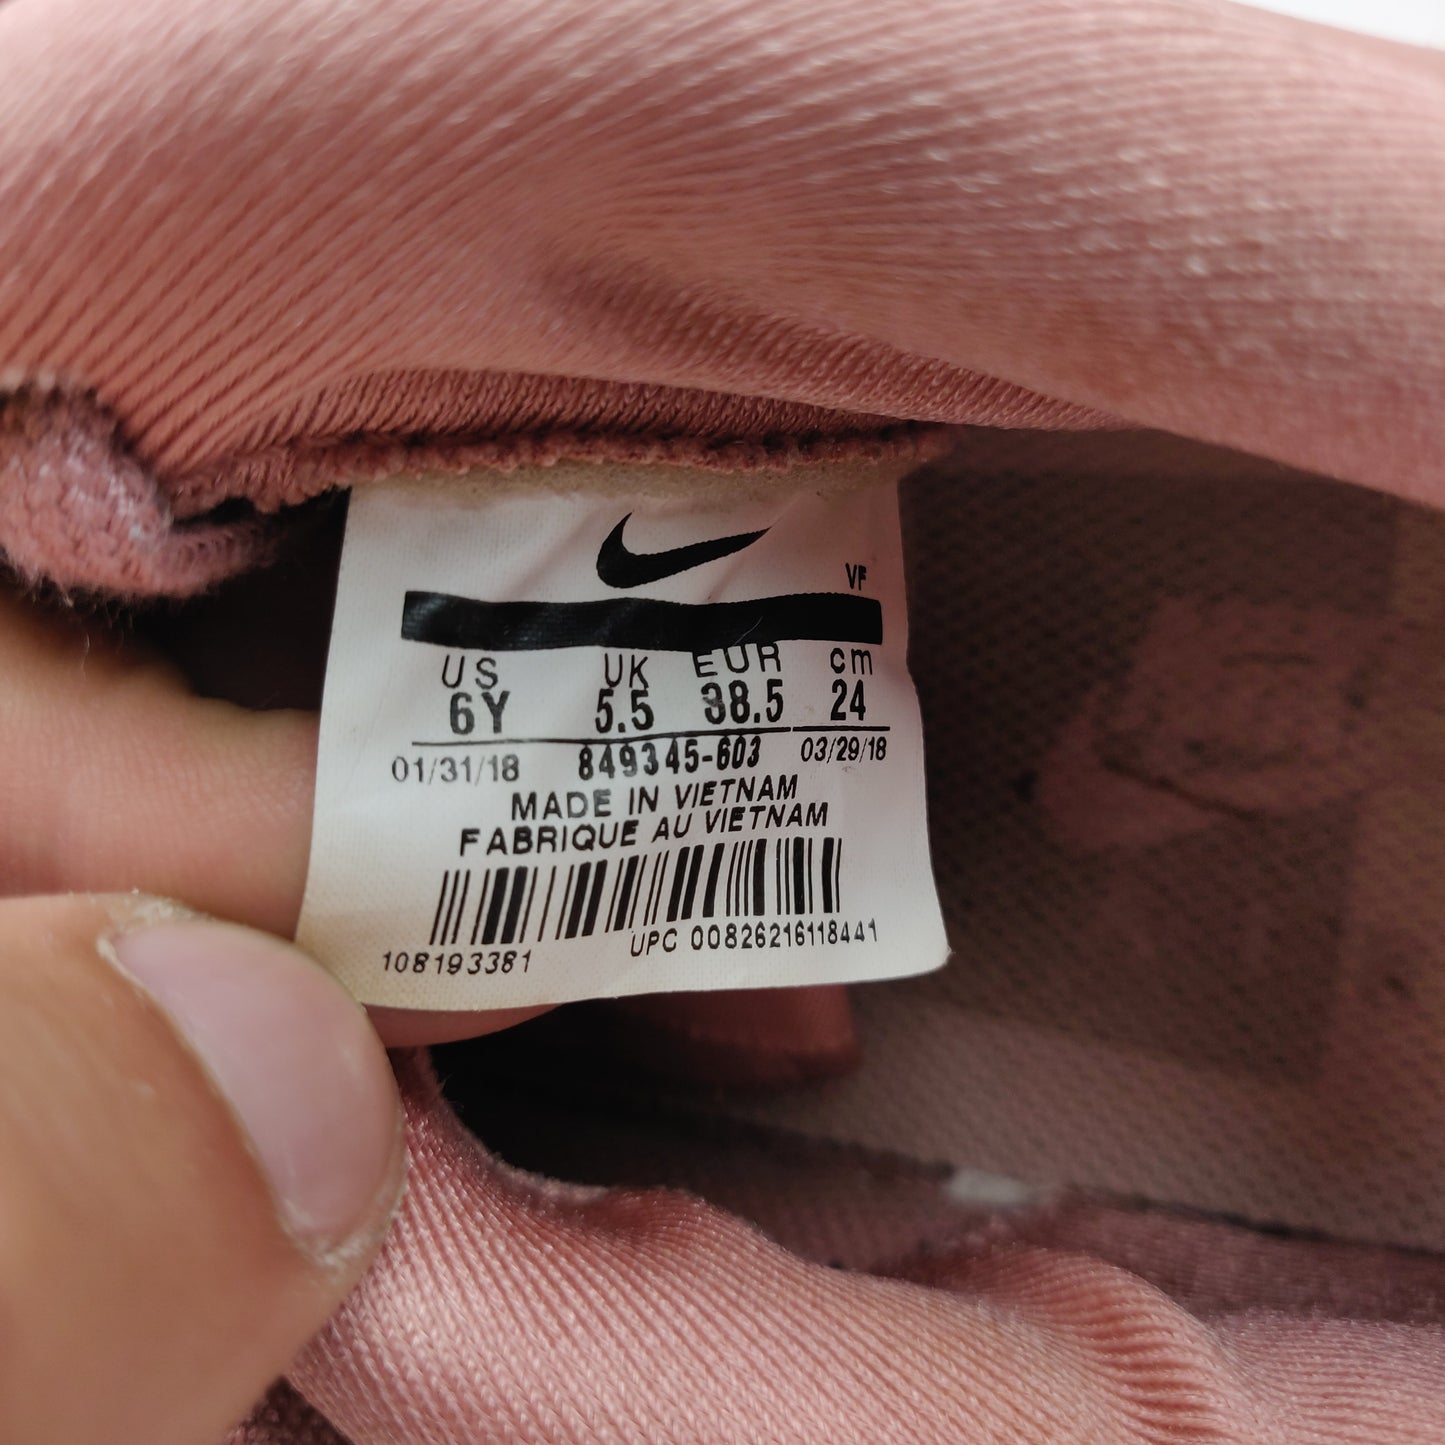 VF
US UK EUR cm
6Y 5.5 38.5 24
01/31/18 849345-603 03/29/18
MADE IN VIETNAM
FABRIQUE AU VIETNAM
108193381 UPC 00826216118441